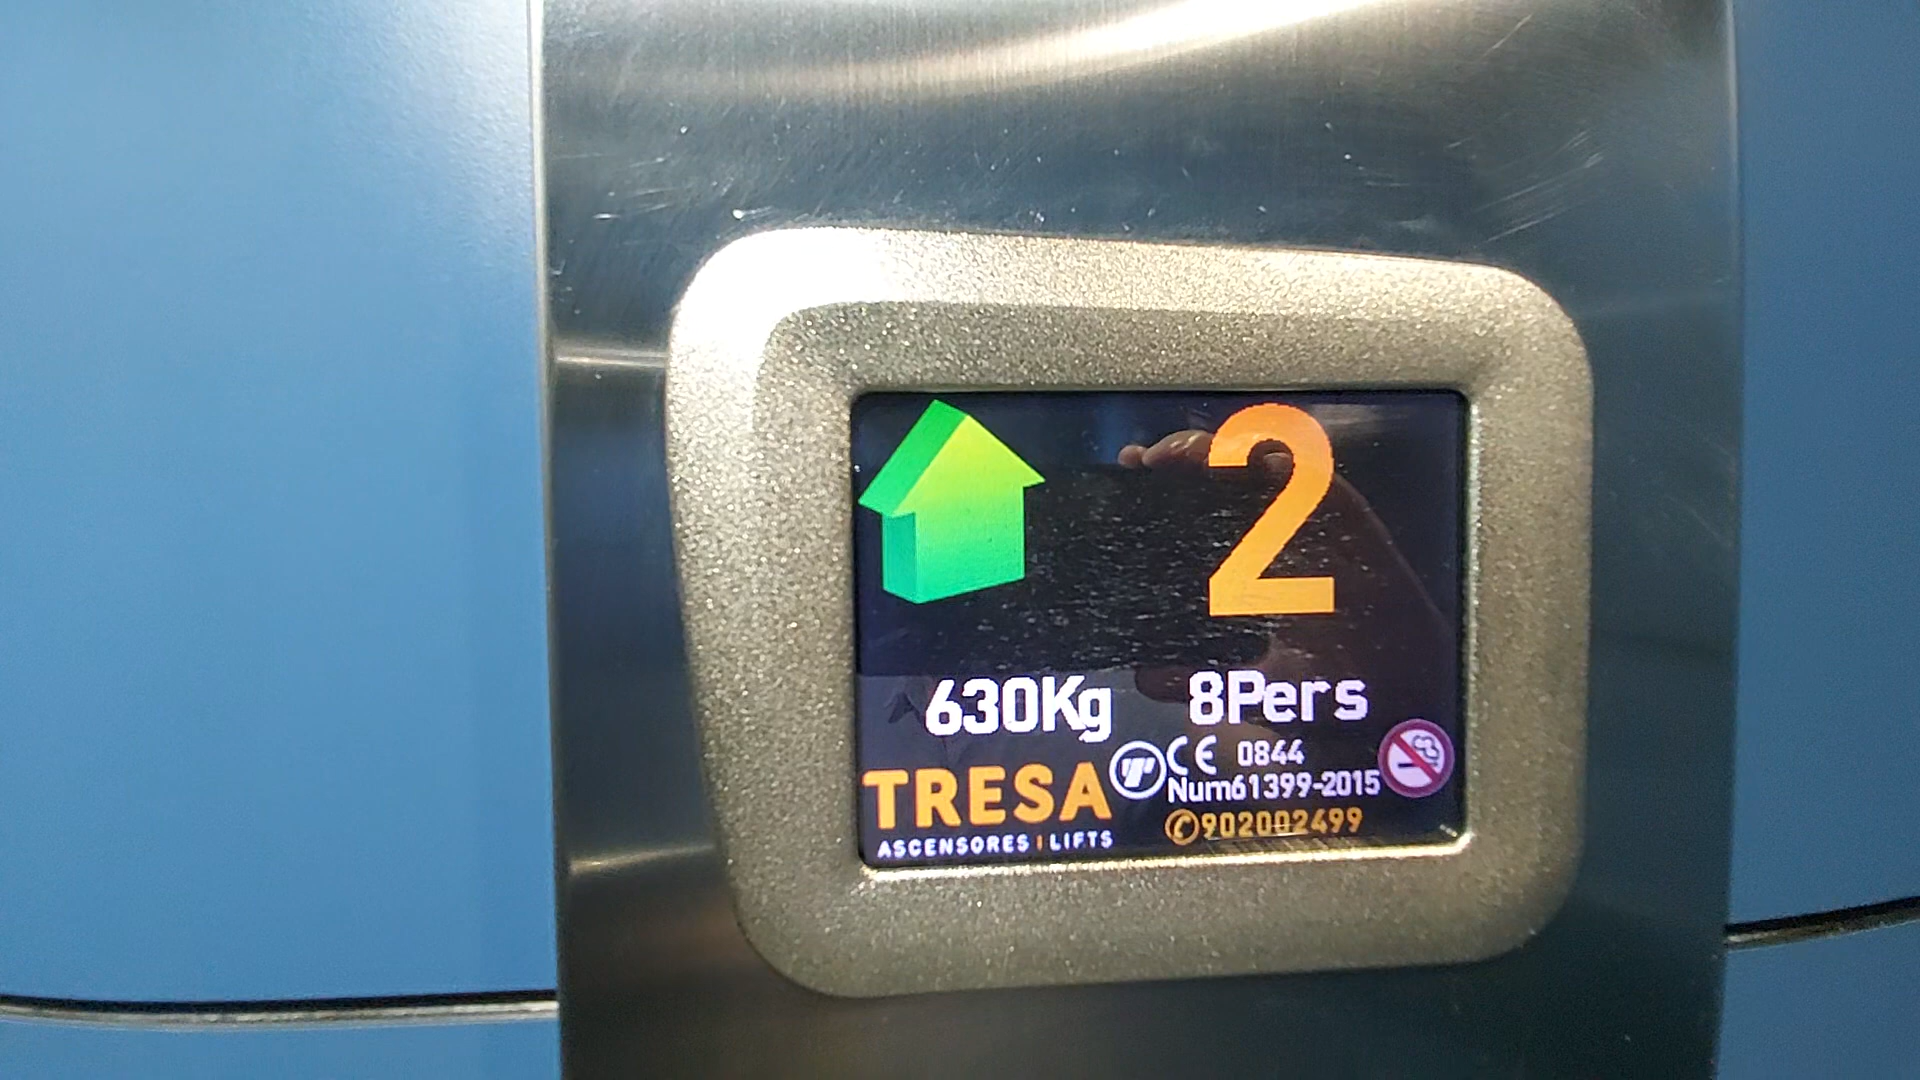 2
630Kg 8Pers
CE 0844
Num61399-2015
TRESA
ASCENSORES | LIFTS
✆902002499